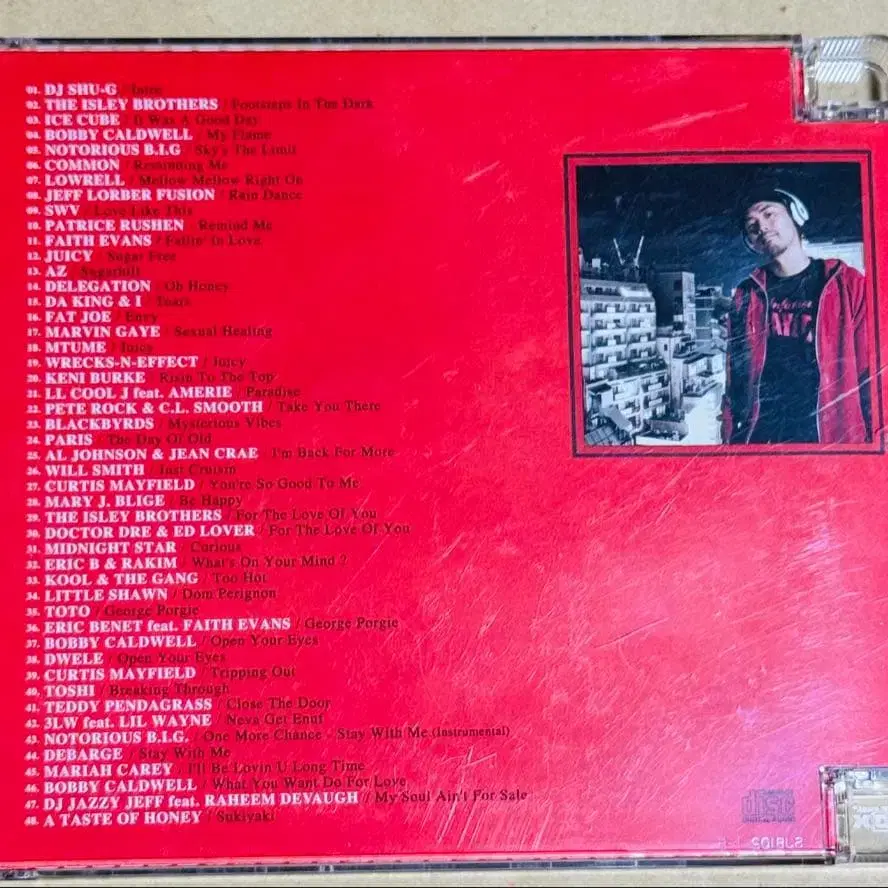 01. DJ SHU-G / Intro
02. THE ISLEY BROTHERS / Footsteps In The Dark
03. ICE CUBE / It Was A Good Day
04. BOBBY CALDWELL / My Flame
05. NOTORIOUS B.I.G / Sky's The Limit
06. COMMON / Resminting Me
07. LOWRELL / Mellow Mellow Right On
08. JEFF LORBER FUSION / Rain Dance
09. SWV / Love Like This
10. PATRICE RUSHEN / Remind Me
11. FAITH EVANS / Fallin' In Love
12. JUICY / Sugar Free
13. AZ / Sugarhill
14. DELEGATION / Oh Honey
15. DA KING & I / Tears
16. FAT JOE / Envy
17. MARVIN GAYE / Sexual Healing
18. MTUME / Juicy
19. WRECKS-N-EFFECT / Juicy
20. KENI BURKE / Risin To The Top
21. LL COOL J feat. AMERIE / Paradise
22. PETE ROCK & C.L. SMOOTH / Take You There
23. BLACKBYRDS / Mysterious Vibes
24. PARIS / The Day Of Old
25. AL JOHNSON & JEAN CRAE / I'm Back For More
26. WILL SMITH / Just Cruisin
27. CURTIS MAYFIELD / You're So Good To Me
28. MARY J. BLIGE / Be Happy
29. THE ISLEY BROTHERS / For The Love Of You
30. DOCTOR DRE & ED LOVER / For The Love Of You
31. MIDNIGHT STAR / Curious
32. ERIC B & RAKIM / What's On Your Mind ?
33. KOOL & THE GANG / Too Hot
34. LITTLE SHAWN / Dom Perignon
35. TOTO / George Porgie
36. ERIC BENET feat. FAITH EVANS / George Porgie
37. BOBBY CALDWELL / Open Your Eyes
38. DWELE / Open Your Eyes
39. CURTIS MAYFIELD / Tripping Out
40. TOSHI / Breaking Through
41. TEDDY PENDAGRASS / Close The Door
42. 3LW feat. LIL WAYNE / Neva Get Enuf
43. NOTORIOUS B.I.G. / One More Chance - Stay With Me (Instrumental)
44. DEBARGE / Stay With Me
45. MARIAH CAREY / I'll Be Lovin U Long Time
46. BOBBY CALDWELL / What You Want Do For Love
47. DJ JAZZY JEFF feat. RAHEEM DEVAUGH / My Soul Ain't For Sale
48. A TASTE OF HONEY / Sukiyaki
disc